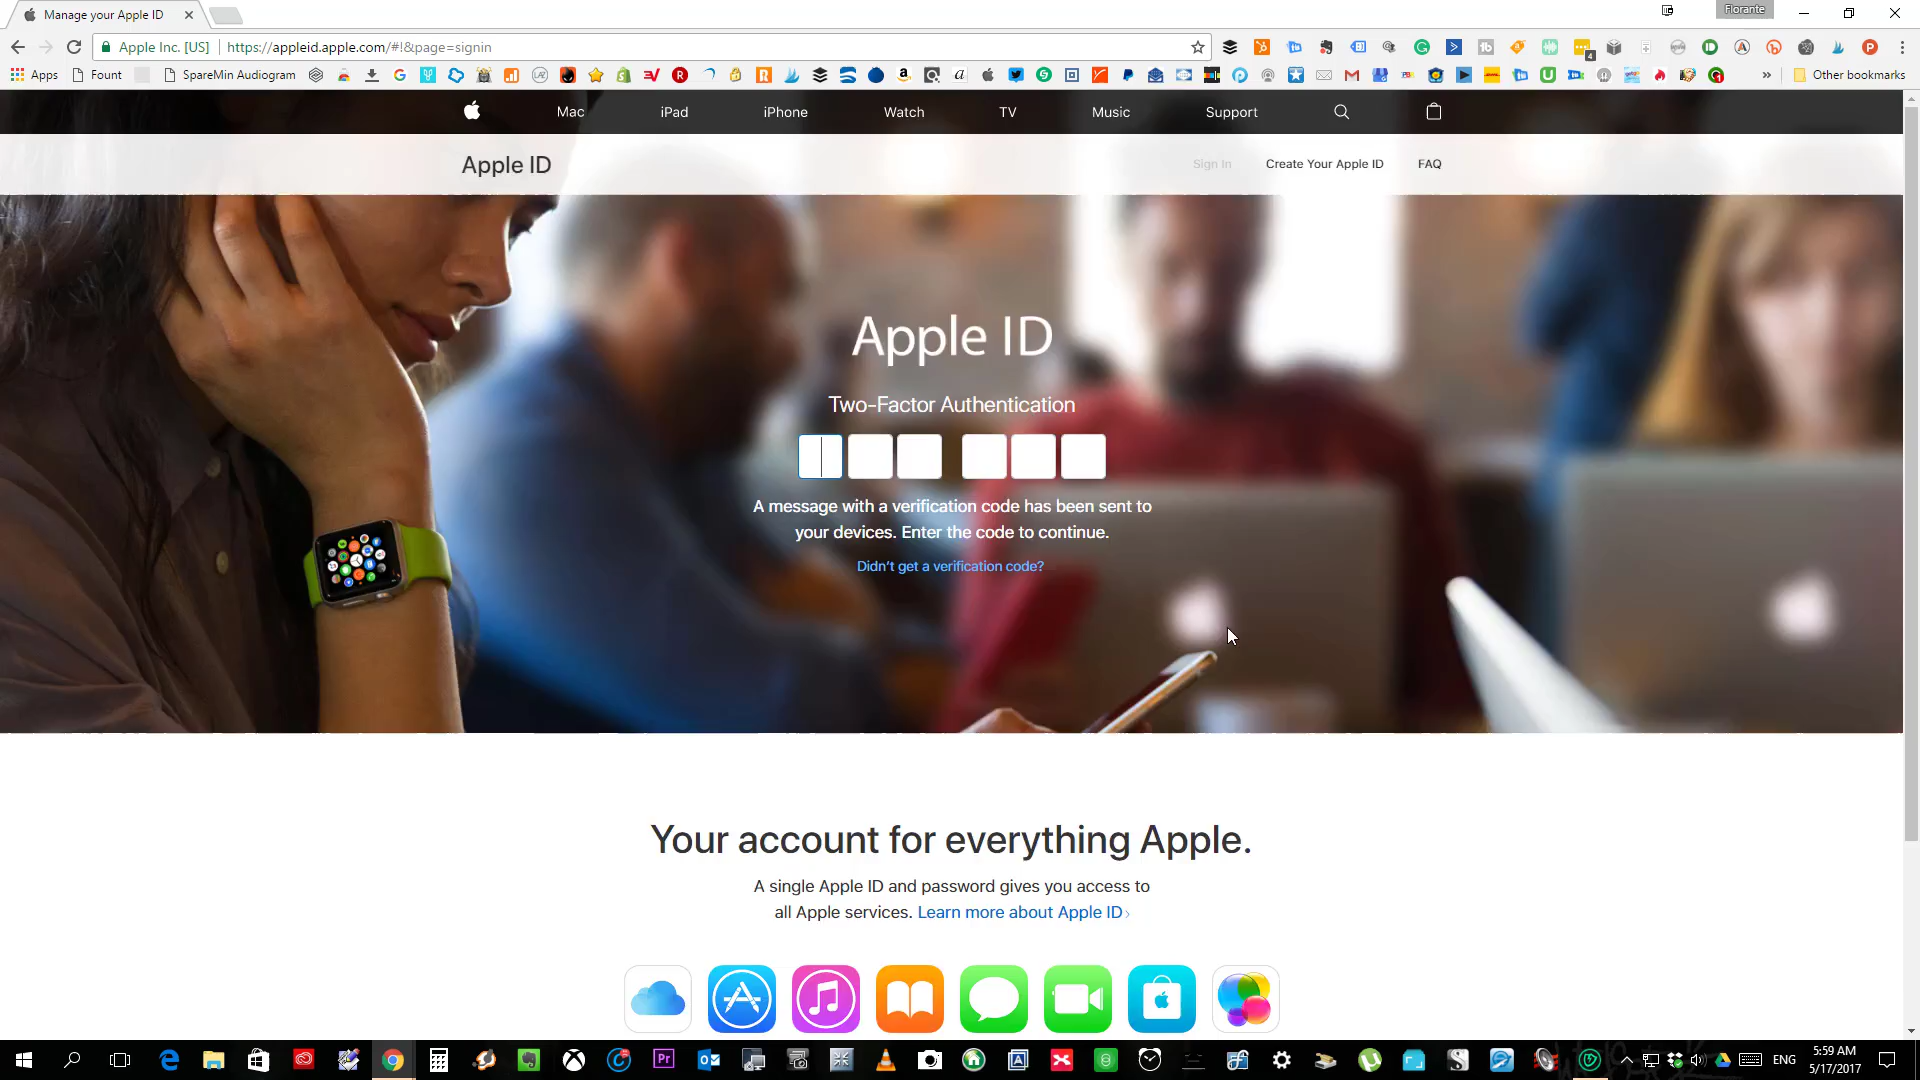 Manage your Apple ID
Florante
Apple Inc. [US]
https://appleid.apple.com/#!&page=signin
Apps
Fount
SpareMin Audiogram
Other bookmarks
Mac
iPad
iPhone
Watch
TV
Music
Support
Apple ID
Sign In
Create Your Apple ID
FAQ
Apple ID
Two-Factor Authentication
A message with a verification code has been sent to
your devices. Enter the code to continue.
Didn't get a verification code?
Your account for everything Apple.
A single Apple ID and password gives you access to
all Apple services. Learn more about Apple ID ›
ENG
5:59 AM
5/17/2017